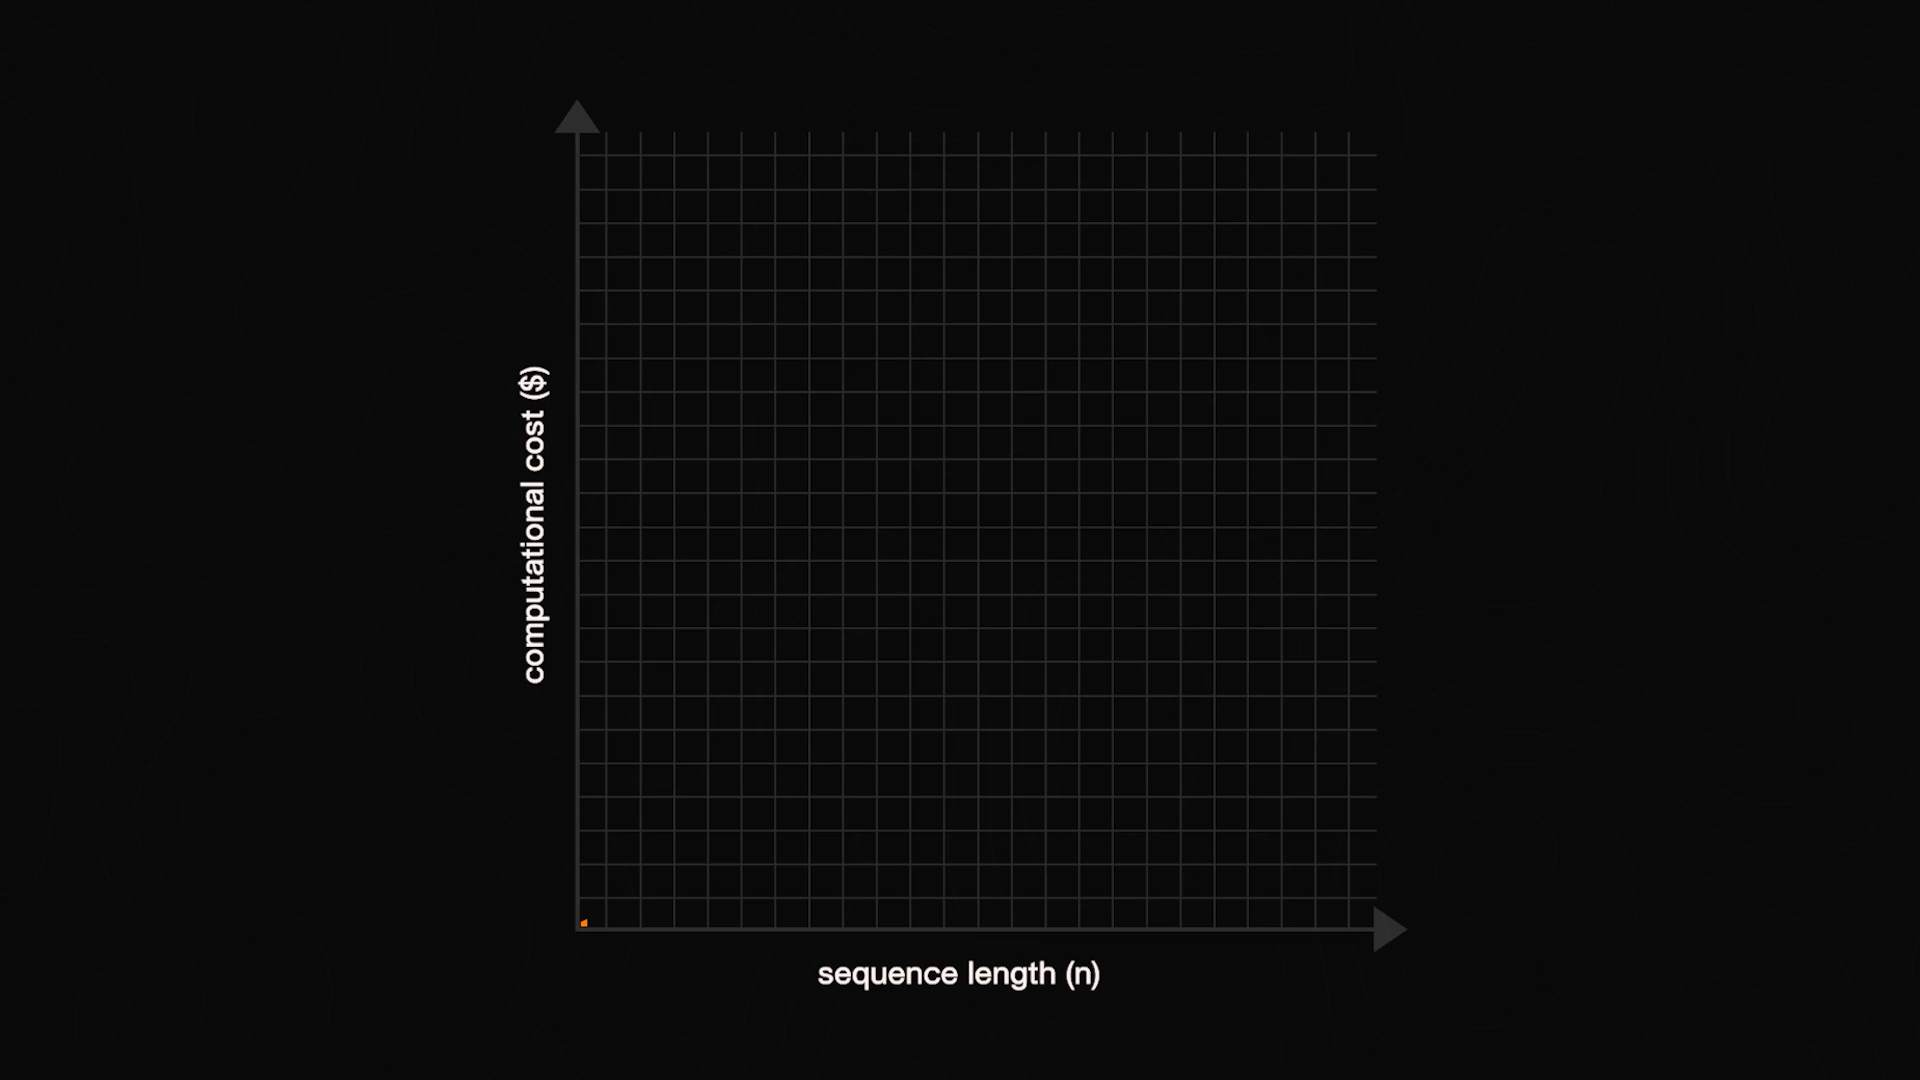 computational cost ($)
sequence length (n)